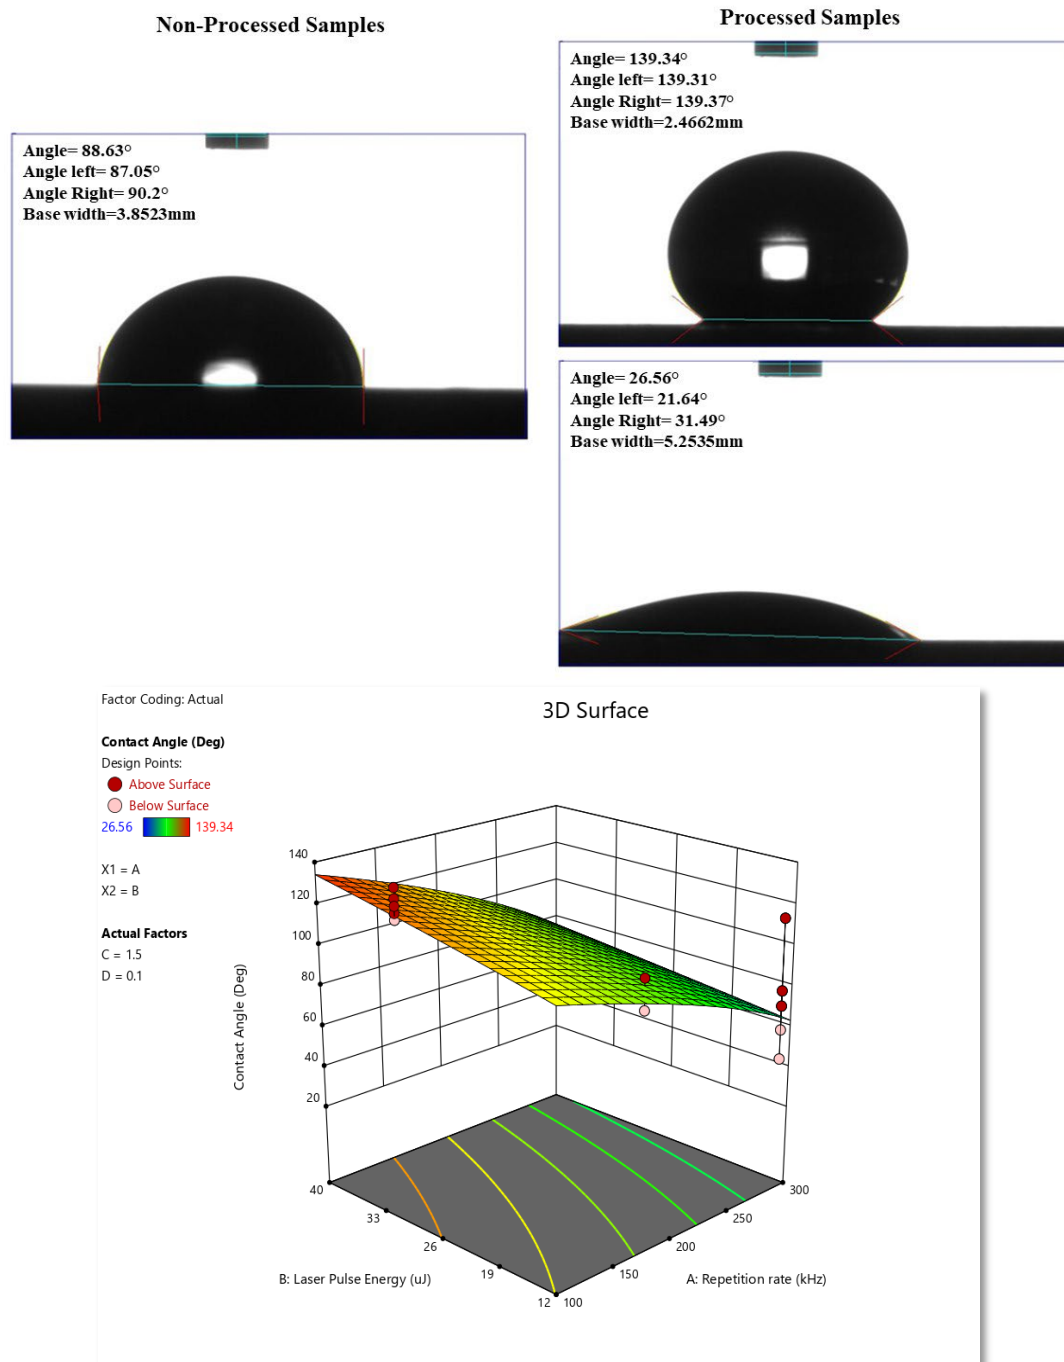 Non-Processed Samples
Angle= 88.63°
Angle left= 87.05°
Angle Right= 90.2°
Base width=3.8523mm
Processed Samples
Angle= 139.34°
Angle left= 139.31°
Angle Right= 139.37°
Base width=2.4662mm
Angle= 26.56°
Angle left= 21.64°
Angle Right= 31.49°
Base width=5.2535mm
Factor Coding: Actual
3D Surface
Contact Angle (Deg)
Design Points:
Above Surface
Below Surface
26.56 139.34
X1 = A
X2 = B
Actual Factors
C = 1.5
D = 0.1
Contact Angle (Deg)
140
120
100
80
60
40
20
40
33
26
19
12
B: Laser Pulse Energy (uJ)
100
150
200
250
300
A: Repetition rate (kHz)